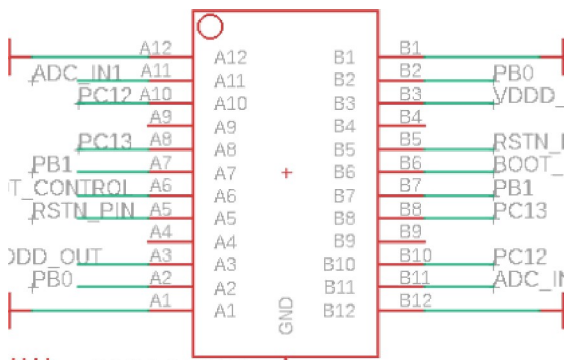 A12 A12 B1 B1
ADC_IN1 A11 A11 B2 B2 PB0
PC12 A10 A10 B3 B3 VDDD_
A9 A9 B4 B4
PC13 A8 A8 B5 B5 RSTN_
PB1 A7 A7 B6 B6 BOOT_
T_CONTROL A6 A6 B7 B7 PB1
RSTN_PIN A5 A5 B8 B8 PC13
A4 A4 B9 B9
DDD_OUT A3 A3 B10 B10 PC12
PB0 A2 A2 B11 B11 ADC_IN
A1 A1 B12 B12
GND